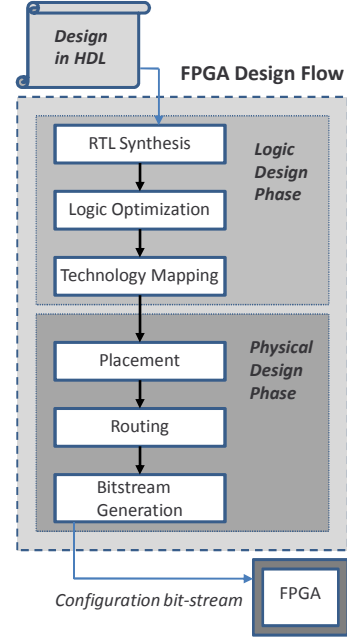 Design
in HDL
FPGA Design Flow
RTL Synthesis
Logic
Design
Phase
Logic Optimization
Technology Mapping
Placement
Physical
Design
Phase
Routing
Bitstream
Generation
Configuration bit-stream
FPGA